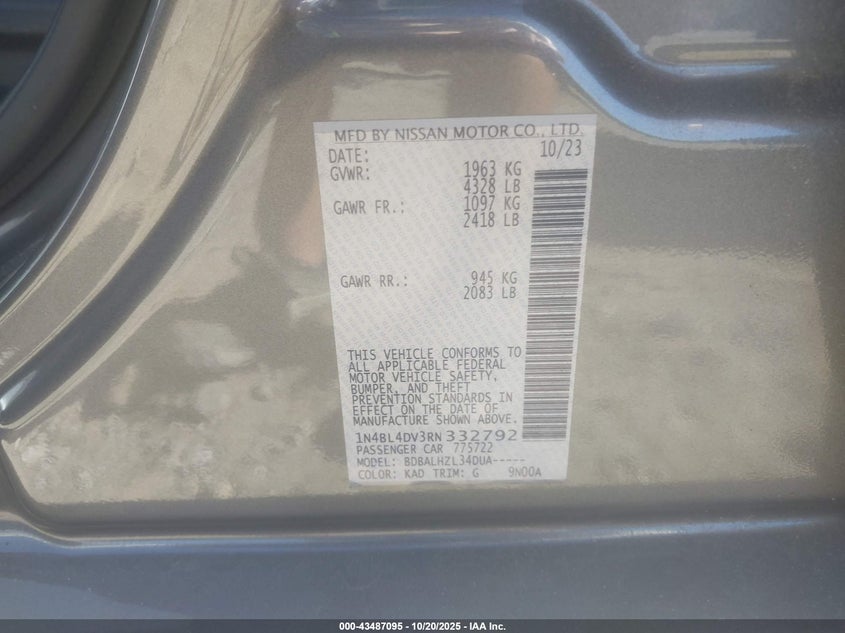 MFD BY NISSAN MOTOR CO., LTD.
DATE: 10/23
GVWR: 1963 KG
4328 LB
GAWR FR.: 1097 KG
2418 LB
GAWR RR.: 945 KG
2083 LB
THIS VEHICLE CONFORMS TO
ALL APPLICABLE FEDERAL
MOTOR VEHICLE SAFETY,
BUMPER, AND THEFT
PREVENTION STANDARDS IN
EFFECT ON THE DATE OF
MANUFACTURE SHOWN ABOVE.
1N4BL4DV3RN332792
PASSENGER CAR 775722
MODEL: BDBALHZL34DUA-----
COLOR: KAD TRIM: G 9N00A
000-43487095 - 10/20/2025 - IAA Inc.